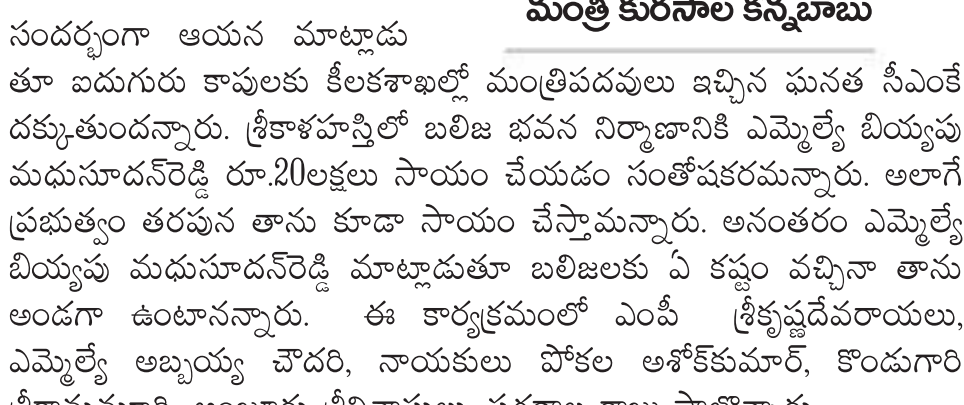 మంత్రి కురసాల కన్నబాబు
సందర్భంగా ఆయన మాట్లాడు
తూ ఐదుగురు కాపులకు కీలకశాఖల్లో మంత్రిపదవులు ఇచ్చిన ఘనత సీఎంకే
దక్కుతుందన్నారు. శ్రీకాళహస్తిలో బలిజ భవన నిర్మాణానికి ఎమ్మెల్యే బియ్యపు
మధుసూదన్‌రెడ్డి రూ.20లక్షలు సాయం చేయడం సంతోషకరమన్నారు. అలాగే
ప్రభుత్వం తరపున తాను కూడా సాయం చేస్తామన్నారు. అనంతరం ఎమ్మెల్యే
బియ్యపు మధుసూదన్‌రెడ్డి మాట్లాడుతూ బలిజలకు ఏ కష్టం వచ్చినా తాను
అండగా ఉంటానన్నారు. ఈ కార్యక్రమంలో ఎంపీ శ్రీకృష్ణదేవరాయలు,
ఎమ్మెల్యే అబ్బయ్య చౌదరి, నాయకులు పోకల అశోక్‌కుమార్, కొండుగారి